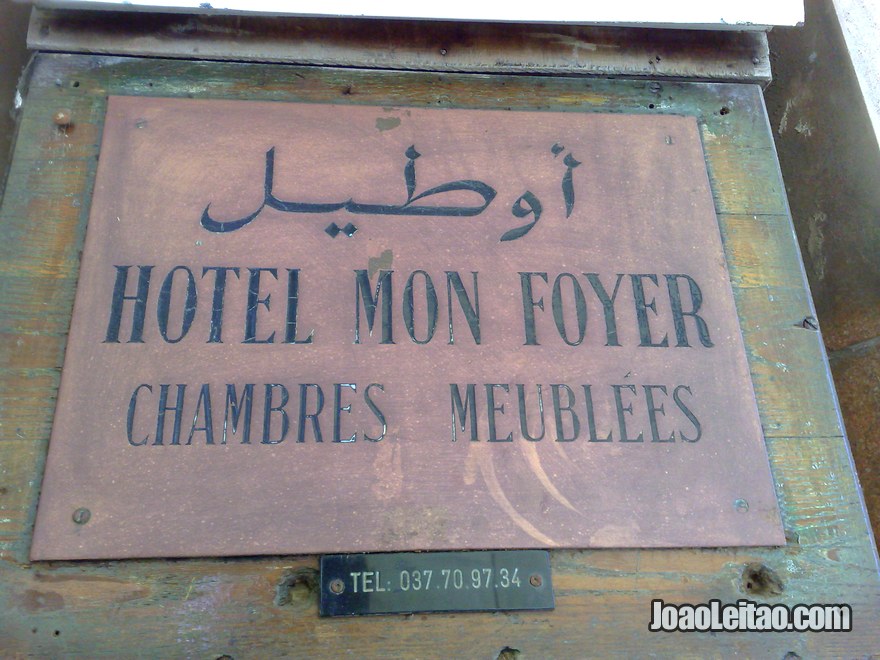 أوطيل
HOTEL MON FOYER
CHAMBRES MEUBLÉES
TEL: 037.70.97.34
JoaoLeitao.com